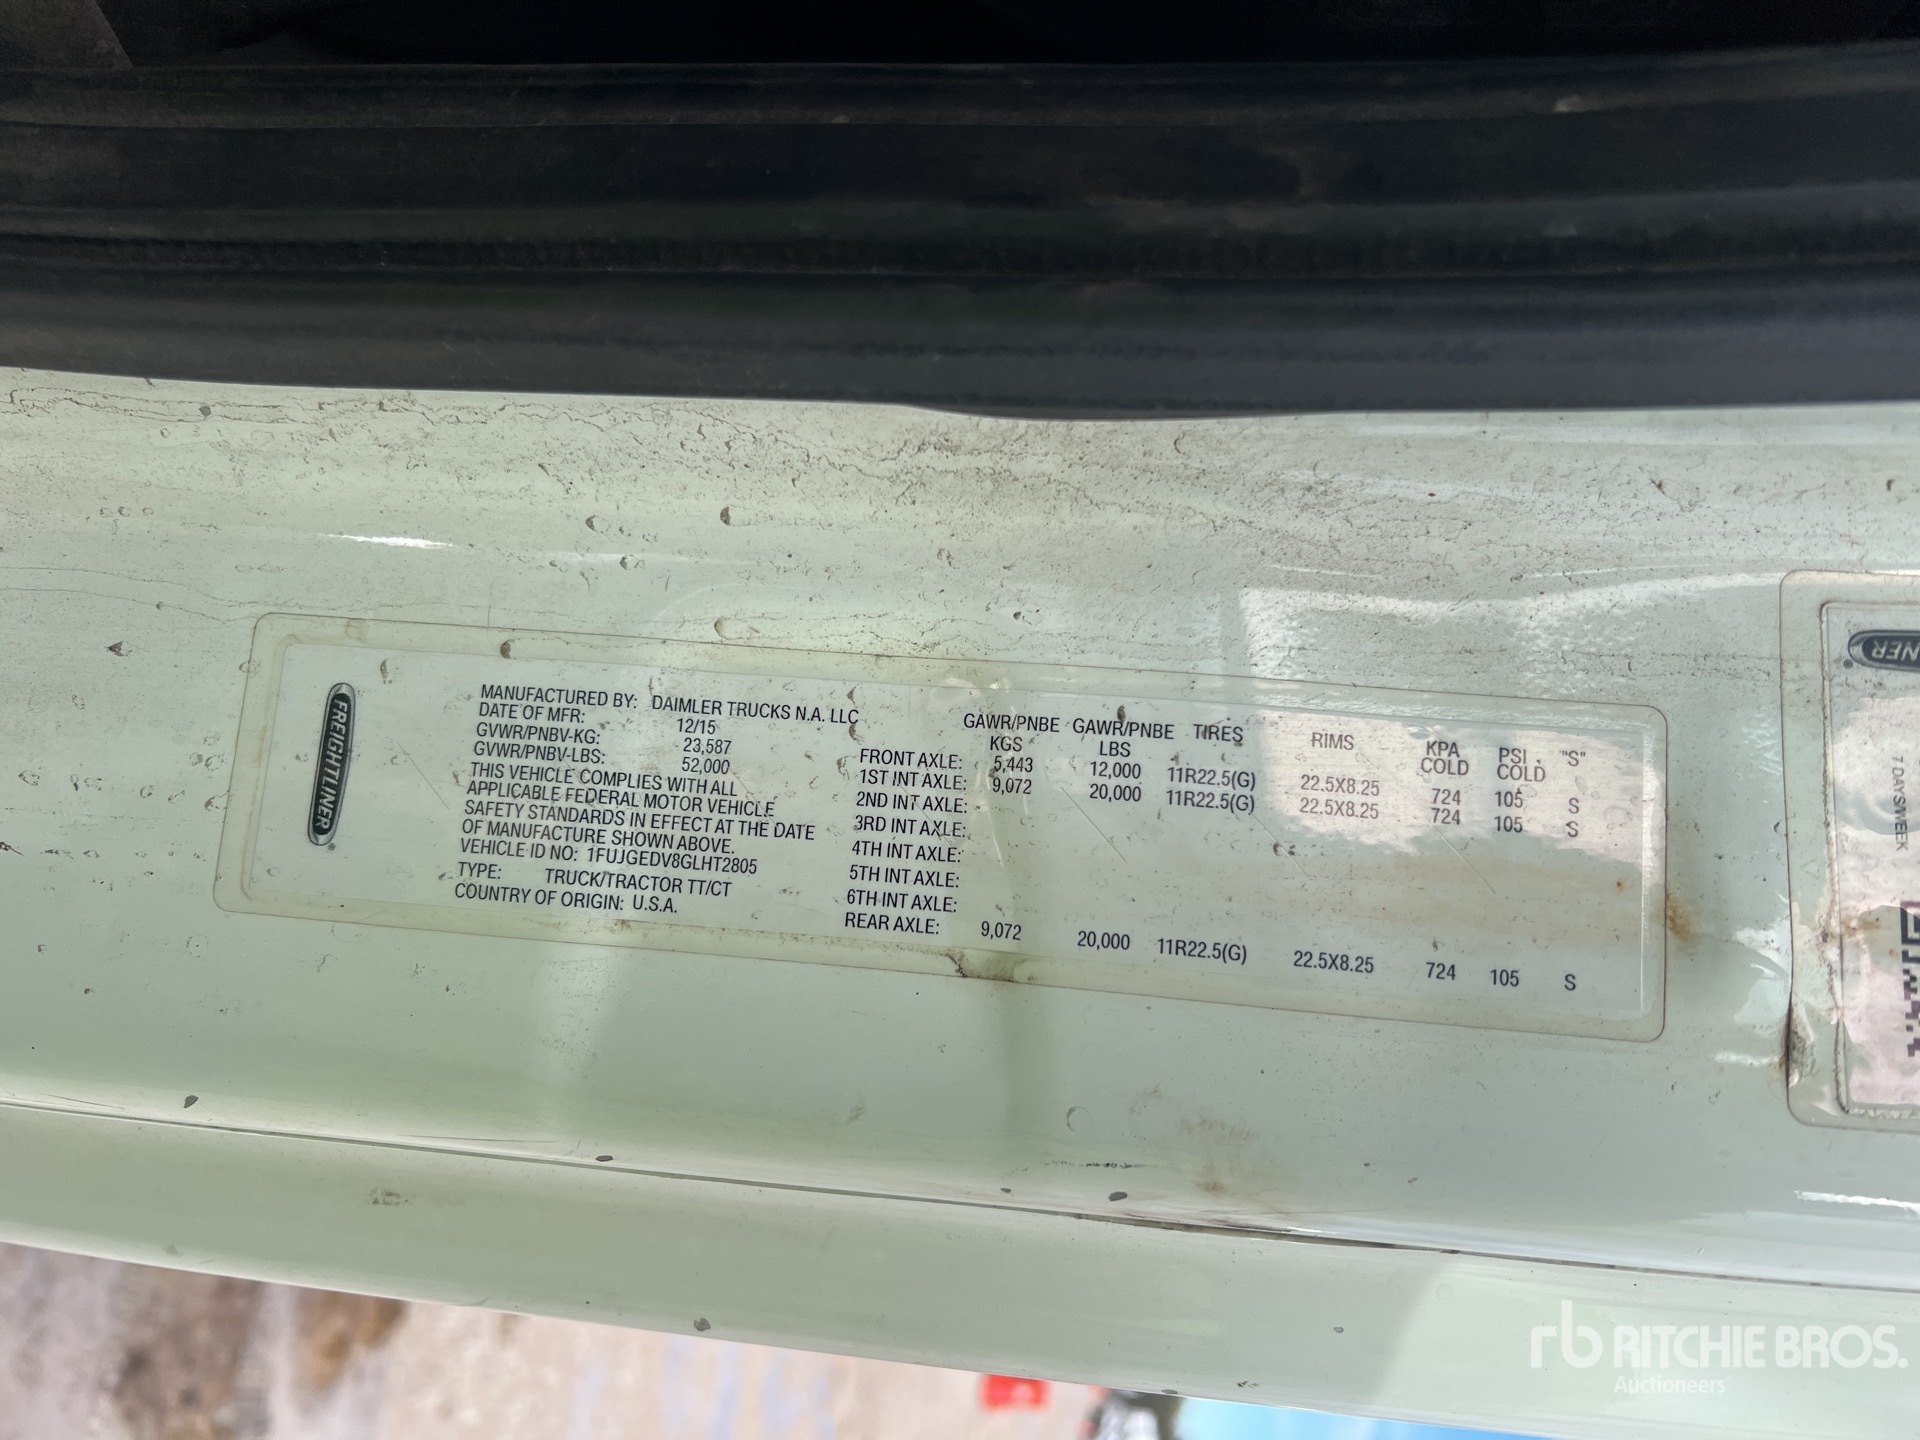 FREIGHTLINER
MANUFACTURED BY: DAIMLER TRUCKS N.A. LLC
DATE OF MFR: 12/15
GVWR/PNBV-KG: 23,587
GVWR/PNBV-LBS: 52,000
THIS VEHICLE COMPLIES WITH ALL
APPLICABLE FEDERAL MOTOR VEHICLE
SAFETY STANDARDS IN EFFECT AT THE DATE
OF MANUFACTURE SHOWN ABOVE.
VEHICLE ID NO: 1FUJGEDV8GLHT2805
TYPE: TRUCK/TRACTOR TT/CT
COUNTRY OF ORIGIN: U.S.A.
GAWR/PNBE KGS GAWR/PNBE LBS TIRES RIMS KPA COLD PSI COLD "S"
FRONT AXLE: 5,443 12,000 11R22.5(G) 22.5X8.25 724 105 S
1ST INT AXLE: 9,072 20,000 11R22.5(G) 22.5X8.25 724 105 S
2ND INT AXLE:
3RD INT AXLE:
4TH INT AXLE:
5TH INT AXLE:
6TH INT AXLE:
REAR AXLE: 9,072 20,000 11R22.5(G) 22.5X8.25 724 105 S
7 DAYS/WEEK
rb RITCHIE BROS.
Auctioneers